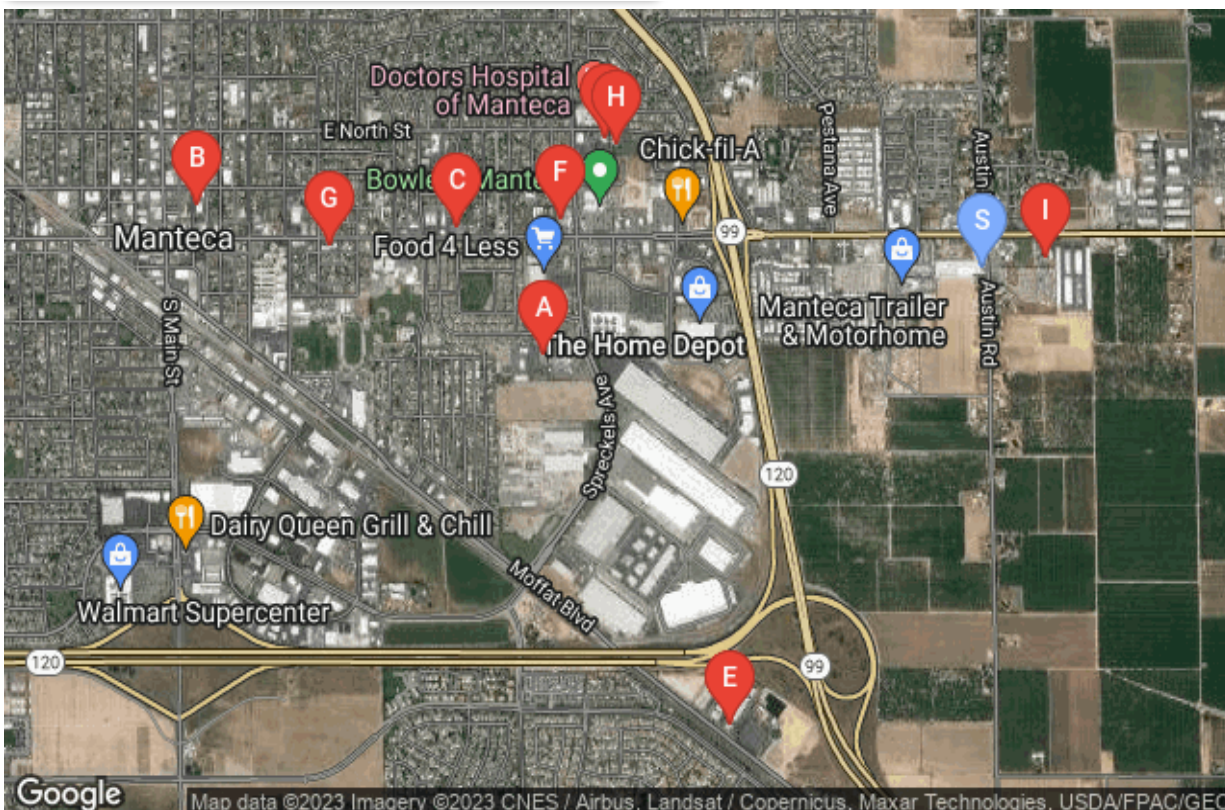 Doctors Hospital
of Manteca
H
E North St
Chick-fil-A
Pestana Ave
Austin
B
C
F
G
I
S
99
Manteca
Food 4 Less
A
The Home Depot
Manteca Trailer
& Motorhome
Austin Rd
S Main St
Spreckels Ave
120
Dairy Queen Grill & Chill
Moffat Blvd
Walmart Supercenter
120
99
E
Google
Map data ©2023 Imagery ©2023 CNES / Airbus, Landsat / Copernicus, Maxar Technologies, USDA/FPAC/GEO